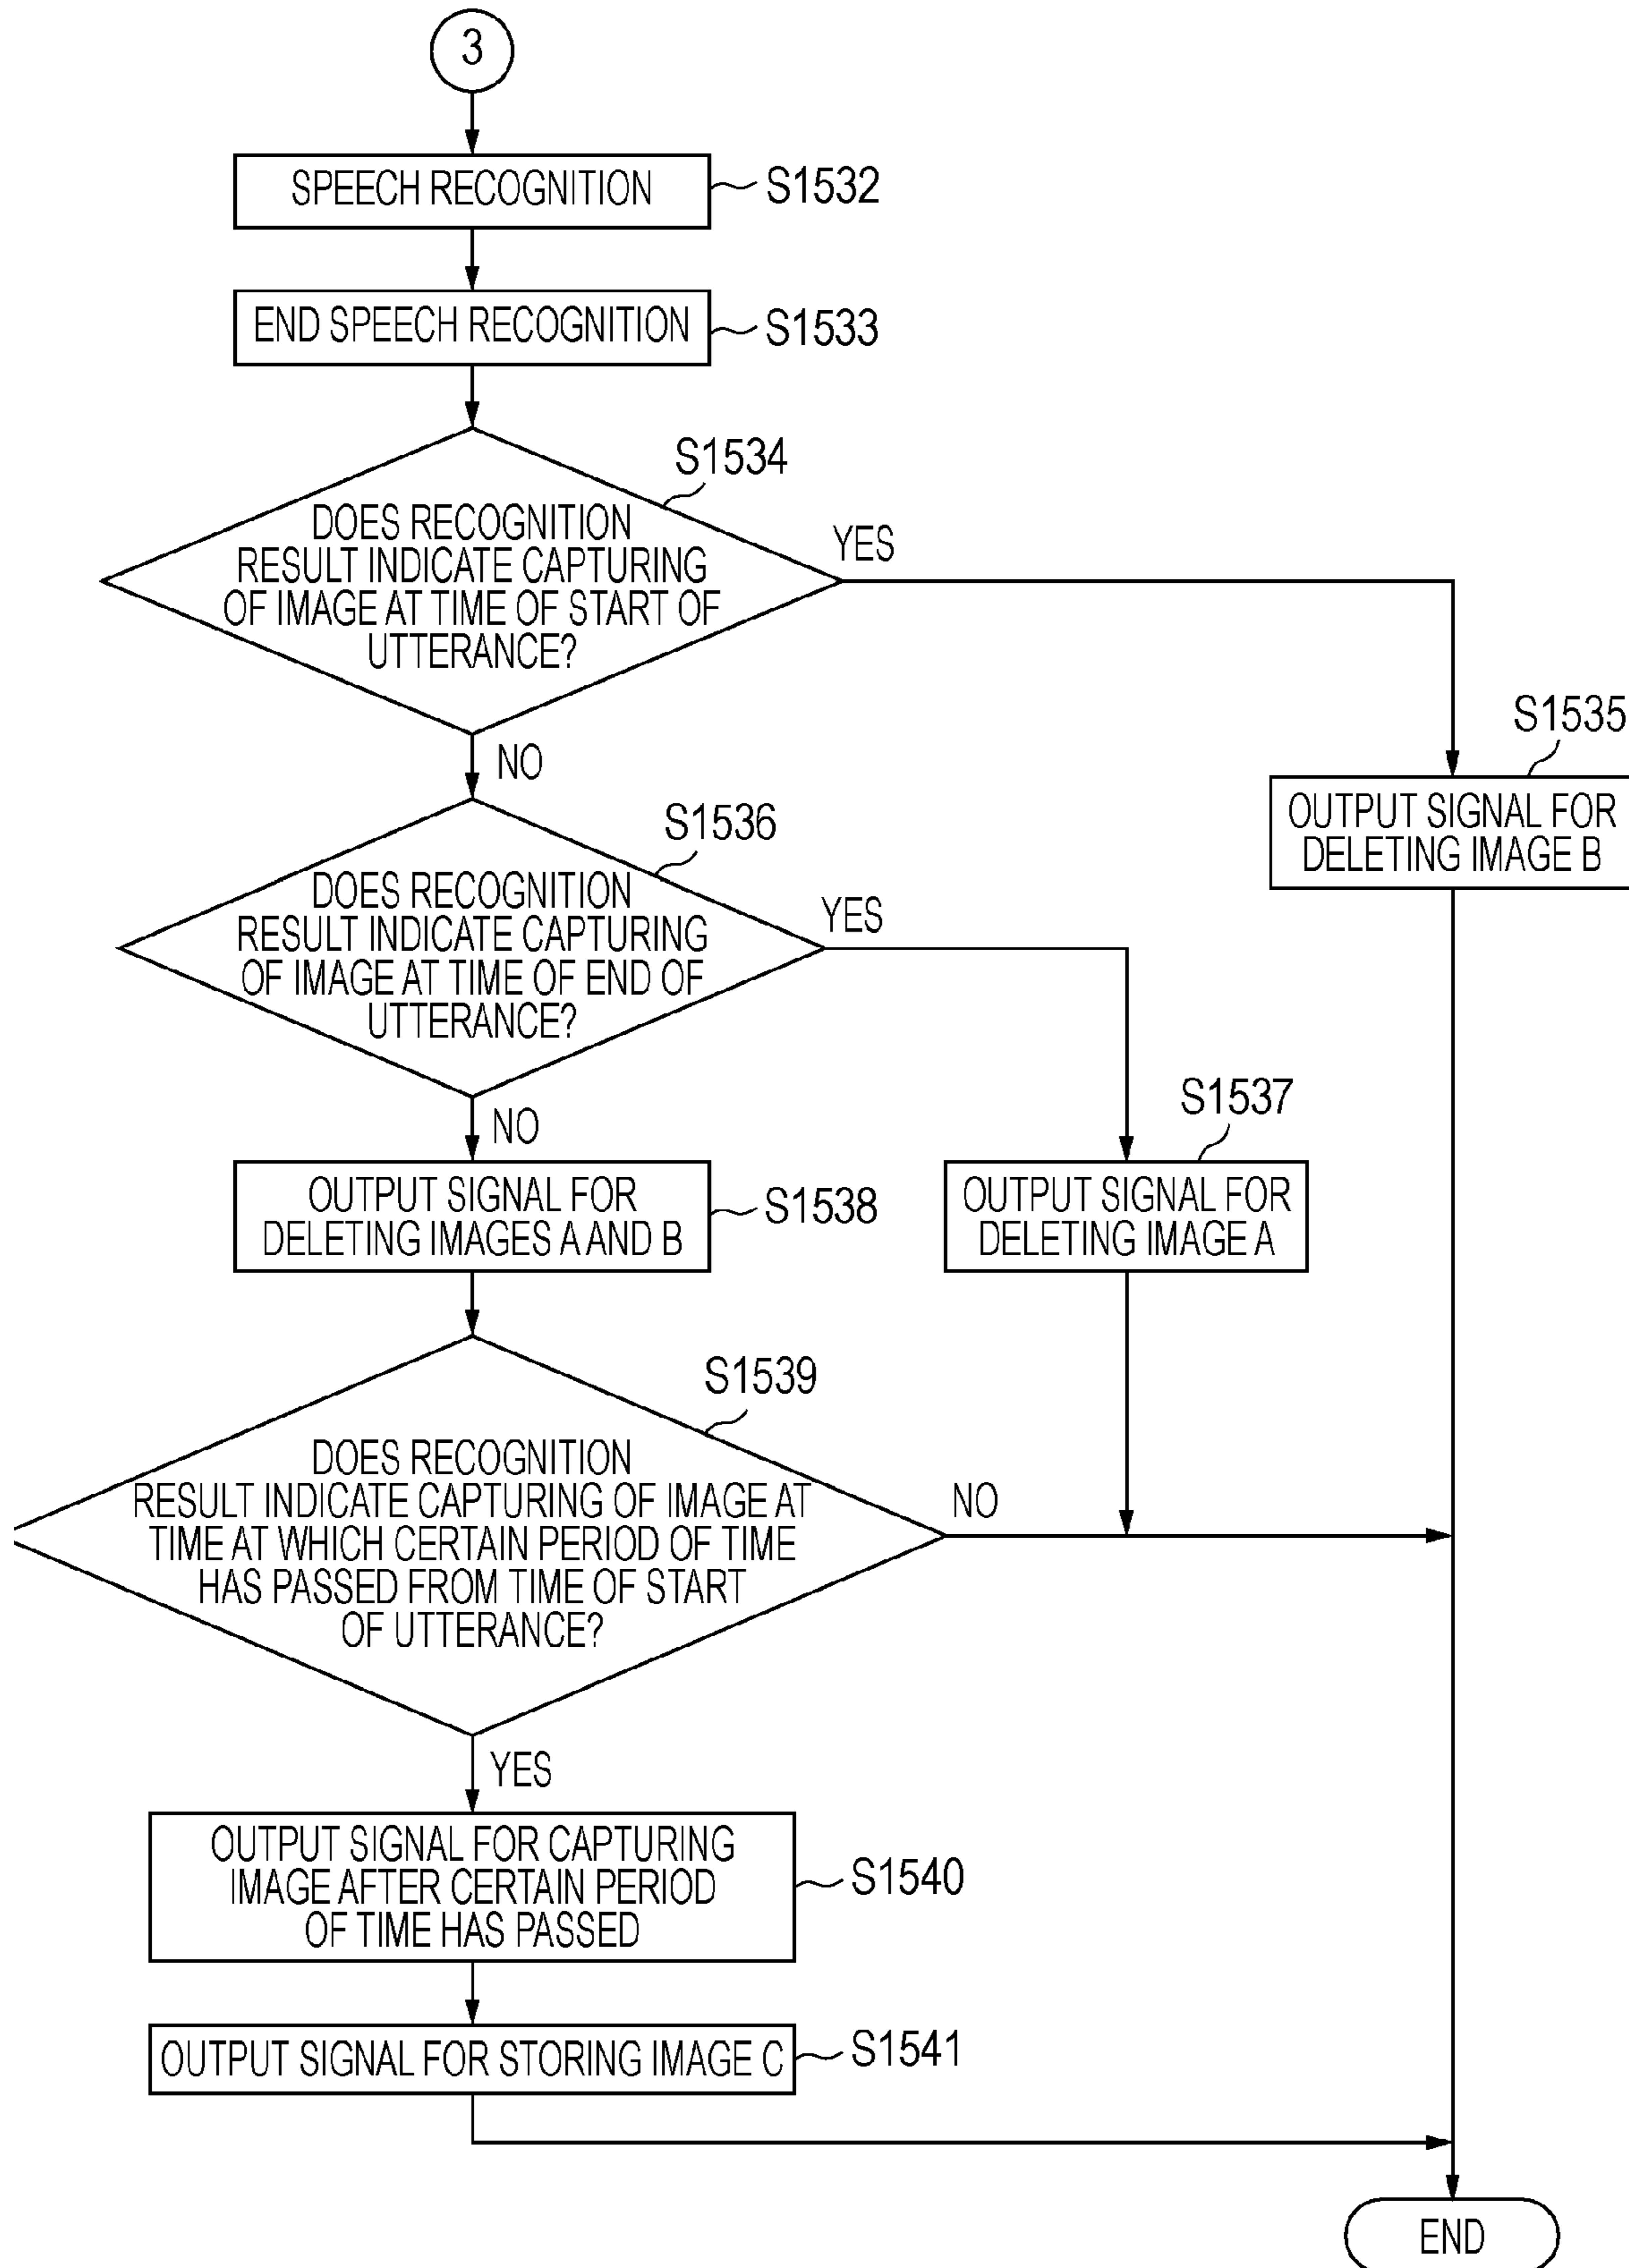 3
SPEECH RECOGNITION
S1532
END SPEECH RECOGNITION
S1533
S1534
DOES RECOGNITION
RESULT INDICATE CAPTURING
OF IMAGE AT TIME OF START OF
UTTERANCE?
YES
NO
S1535
OUTPUT SIGNAL FOR
DELETING IMAGE B
S1536
DOES RECOGNITION
RESULT INDICATE CAPTURING
OF IMAGE AT TIME OF END OF
UTTERANCE?
YES
NO
S1537
OUTPUT SIGNAL FOR
DELETING IMAGE A
OUTPUT SIGNAL FOR
DELETING IMAGES A AND B
S1538
S1539
DOES RECOGNITION
RESULT INDICATE CAPTURING OF IMAGE AT
TIME AT WHICH CERTAIN PERIOD OF TIME
HAS PASSED FROM TIME OF START
OF UTTERANCE?
NO
YES
OUTPUT SIGNAL FOR CAPTURING
IMAGE AFTER CERTAIN PERIOD
OF TIME HAS PASSED
S1540
OUTPUT SIGNAL FOR STORING IMAGE C
S1541
END